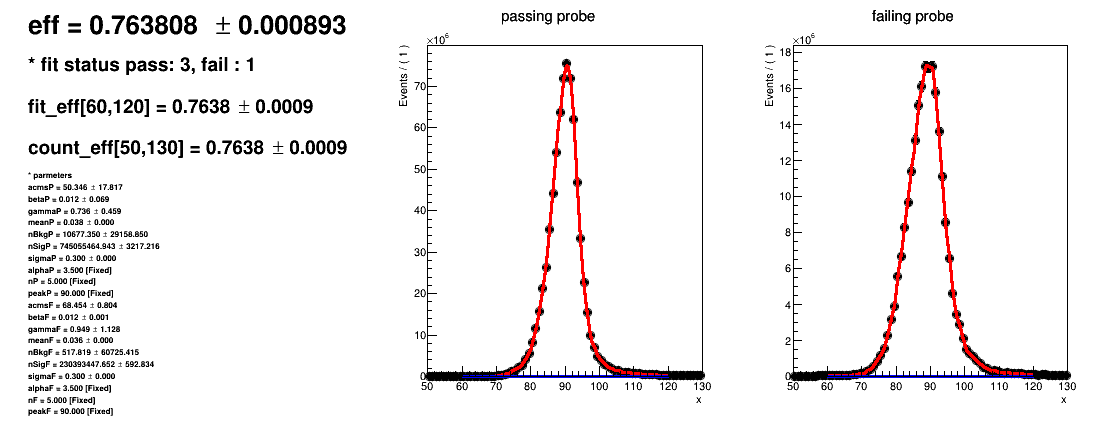 eff = 0.763808 ± 0.000893
* fit status pass: 3, fail : 1
fit_eff[60,120] = 0.7638 ± 0.0009
count_eff[50,130] = 0.7638 ± 0.0009
* parmeters
acmsP = 50.346 ± 17.817
betaP = 0.012 ± 0.069
gammaP = 0.736 ± 0.459
meanP = 0.038 ± 0.000
nBkgP = 10677.350 ± 29158.850
nSigP = 745055464.943 ± 3217.216
sigmaP = 0.300 ± 0.000
alphaP = 3.500 [Fixed]
nP = 5.000 [Fixed]
peakP = 90.000 [Fixed]
acmsF = 68.454 ± 0.804
betaF = 0.012 ± 0.001
gammaF = 0.949 ± 1.128
meanF = 0.036 ± 0.000
nBkgF = 517.819 ± 60725.415
nSigF = 230393447.652 ± 592.834
sigmaF = 0.300 ± 0.000
alphaF = 3.500 [Fixed]
nF = 5.000 [Fixed]
peakF = 90.000 [Fixed]
passing probe
×10⁶
Events / ( 1 )
70
60
50
40
30
20
10
0
50 60 70 80 90 100 110 120 130
x
failing probe
×10⁶
Events / ( 1 )
18
16
14
12
10
8
6
4
2
0
50 60 70 80 90 100 110 120 130
x